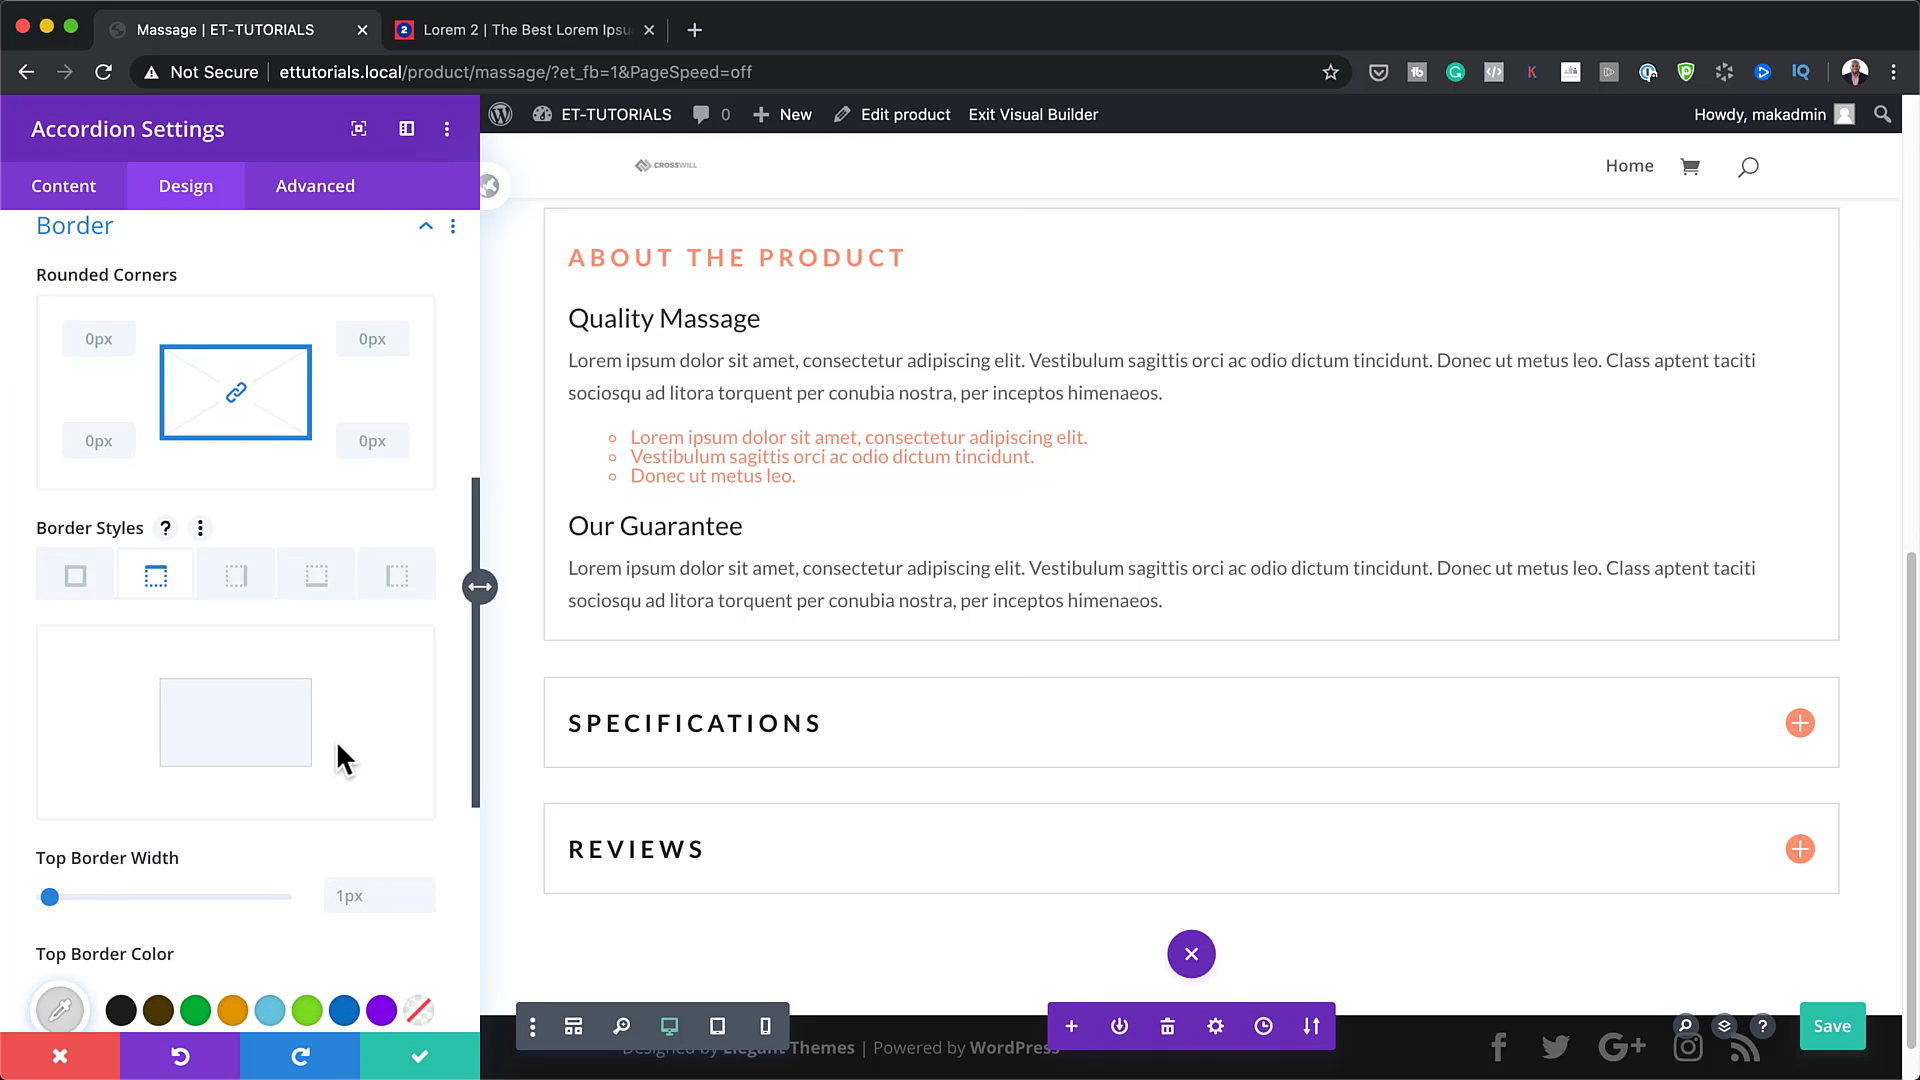 Massage | ET-TUTORIALS
2 Lorem 2 | The Best Lorem Ipsu
Not Secure | ettutorials.local/product/massage/?et_fb=1&PageSpeed=off
tb K IQ
Accordion Settings
ET-TUTORIALS 0 New Edit product Exit Visual Builder Howdy, makadmin
CROSSWILL Home
Content Design Advanced
Border
Rounded Corners
0px 0px
0px 0px
Border Styles ?
Top Border Width
1px
Top Border Color
ABOUT THE PRODUCT
Quality Massage
Lorem ipsum dolor sit amet, consectetur adipiscing elit. Vestibulum sagittis orci ac odio dictum tincidunt. Donec ut metus leo. Class aptent taciti
sociosqu ad litora torquent per conubia nostra, per inceptos himenaeos.
Lorem ipsum dolor sit amet, consectetur adipiscing elit.
Vestibulum sagittis orci ac odio dictum tincidunt.
Donec ut metus leo.
Our Guarantee
Lorem ipsum dolor sit amet, consectetur adipiscing elit. Vestibulum sagittis orci ac odio dictum tincidunt. Donec ut metus leo. Class aptent taciti
sociosqu ad litora torquent per conubia nostra, per inceptos himenaeos.
SPECIFICATIONS
REVIEWS
? Save
Designed by Elegant Themes | Powered by WordPress